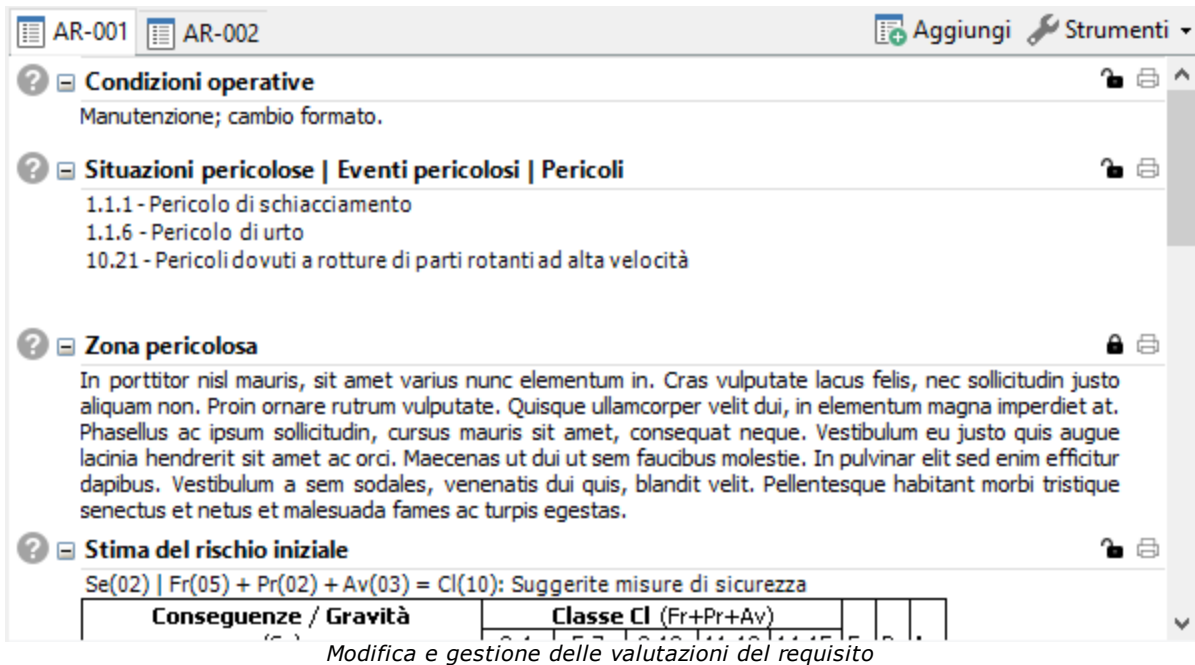 AR-001 AR-002 Aggiungi Strumenti
Condizioni operative
Manutenzione; cambio formato.
Situazioni pericolose | Eventi pericolosi | Pericoli
1.1.1 - Pericolo di schiacciamento
1.1.6 - Pericolo di urto
10.21 - Pericoli dovuti a rotture di parti rotanti ad alta velocità
Zona pericolosa
In porttitor nisl mauris, sit amet varius nunc elementum in. Cras vulputate lacus felis, nec sollicitudin justo
aliquam non. Proin ornare rutrum vulputate. Quisque ullamcorper velit dui, in elementum magna imperdiet at.
Phasellus ac ipsum sollicitudin, cursus mauris sit amet, consequat neque. Vestibulum eu justo quis augue
lacinia hendrerit sit amet ac orci. Maecenas ut dui ut sem faucibus molestie. In pulvinar elit sed enim efficitur
dapibus. Vestibulum a sem sodales, venenatis dui quis, blandit velit. Pellentesque habitant morbi tristique
senectus et netus et malesuada fames ac turpis egestas.
Stima del rischio iniziale
Se(02) | Fr(05) + Pr(02) + Av(03) = Cl(10): Suggerite misure di sicurezza
Conseguenze / Gravità Classe Cl (Fr+Pr+Av)
Modifica e gestione delle valutazioni del requisito